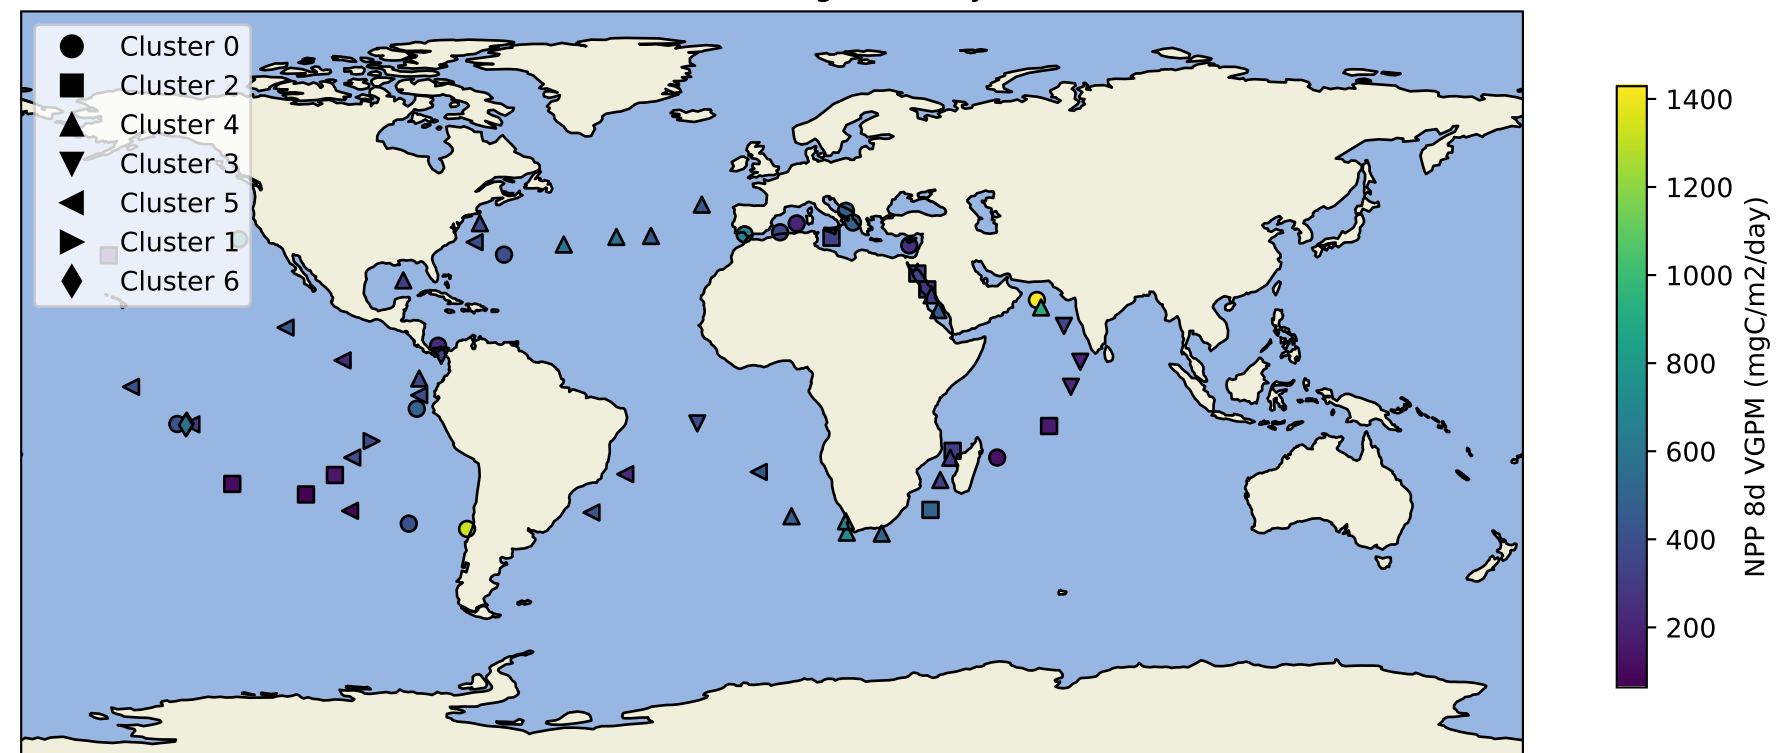 Cluster 0
Cluster 2
Cluster 4
Cluster 3
Cluster 5
Cluster 1
Cluster 6
1400
1200
1000
800
600
400
200
NPP 8d VGPM (mgC/m2/day)